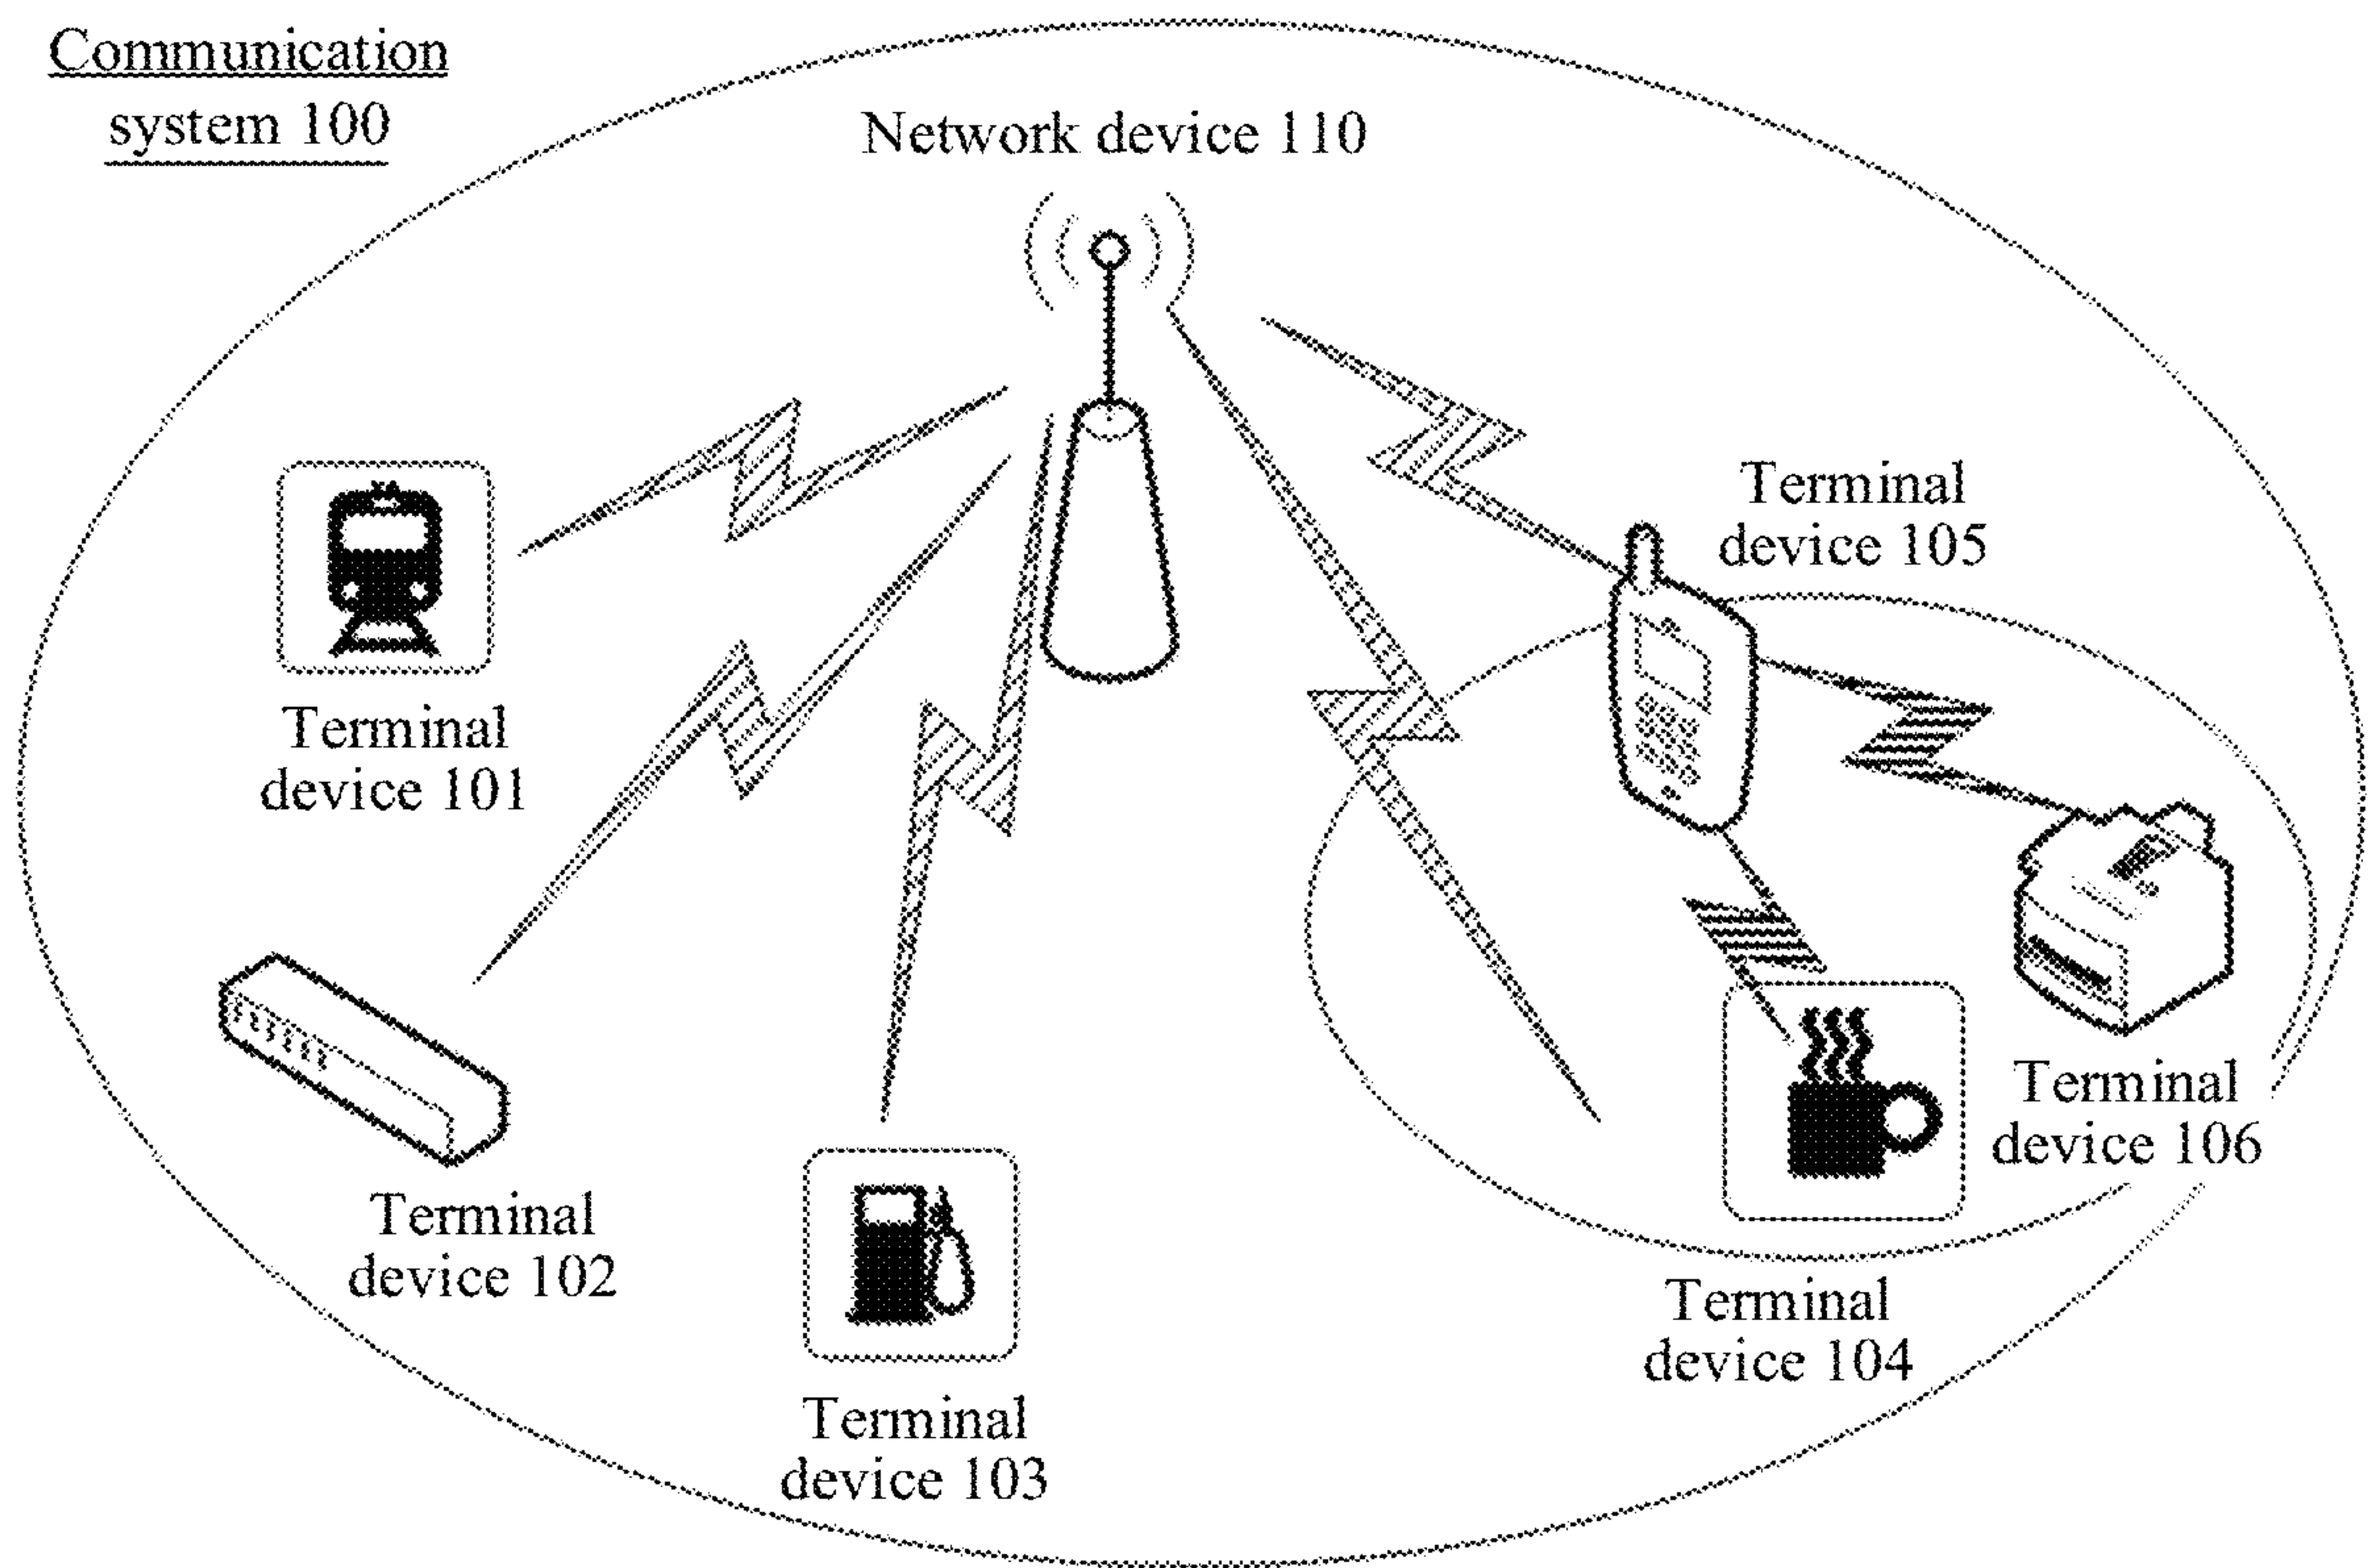 Communication
system 100
Network device 110
Terminal
device 105
Terminal
device 101
Terminal
device 106
Terminal
device 102
Terminal
device 104
Terminal
device 103